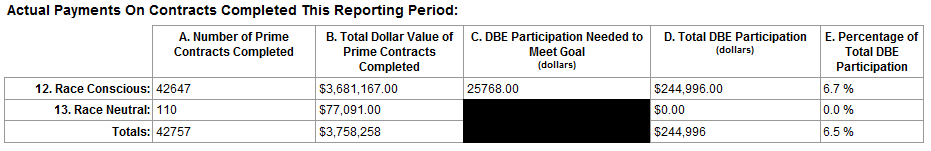 Actual Payments On Contracts Completed This Reporting Period:
A. Number of Prime Contracts Completed B. Total Dollar Value of Prime Contracts Completed C. DBE Participation Needed to Meet Goal (dollars) D. Total DBE Participation (dollars) E. Percentage of Total DBE Participation
12. Race Conscious: 42647 $3,681,167.00 25768.00 $244,996.00 6.7 %
13. Race Neutral: 110 $77,091.00 $0.00 0.0 %
Totals: 42757 $3,758,258 $244,996 6.5 %